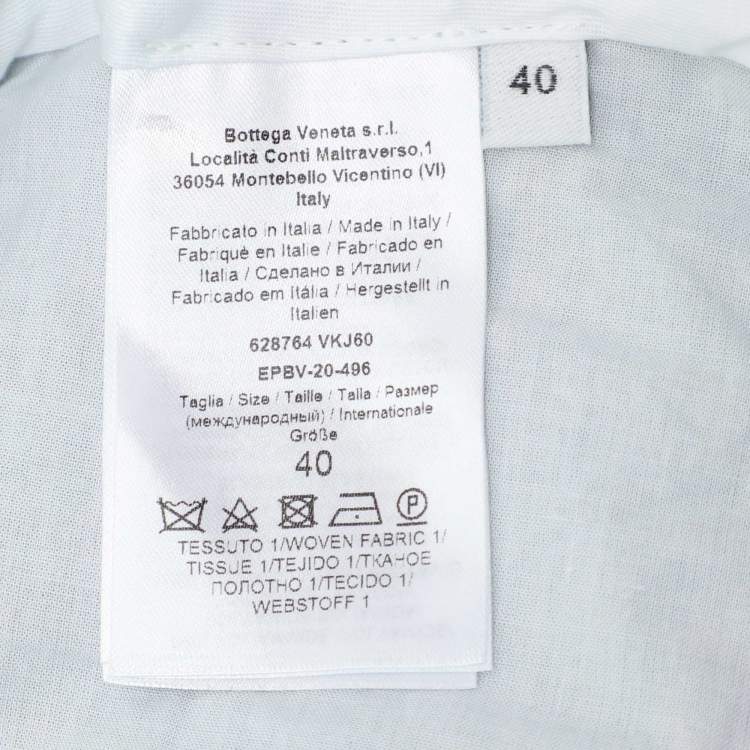 40
Bottega Veneta s.r.l.
Località Conti Maltraverso,1
36054 Montebello Vicentino (VI)
Italy
Fabbricato in Italia / Made in Italy /
Fabriqué en Italie / Fabricado en
Italia / Сделано в Италии /
Fabricado em Itália / Hergestellt in
Italien
628764 VKJ60
EPBV-20-496
Taglia / Size / Taille / Talla / Размер
(международный) / Internationale
Größe
40
P
TESSUTO 1/WOVEN FABRIC 1/
TISSUE 1/TEJIDO 1/ТКАНОЕ
ПОЛОТНО 1/TECIDO 1/
WEBSTOFF 1